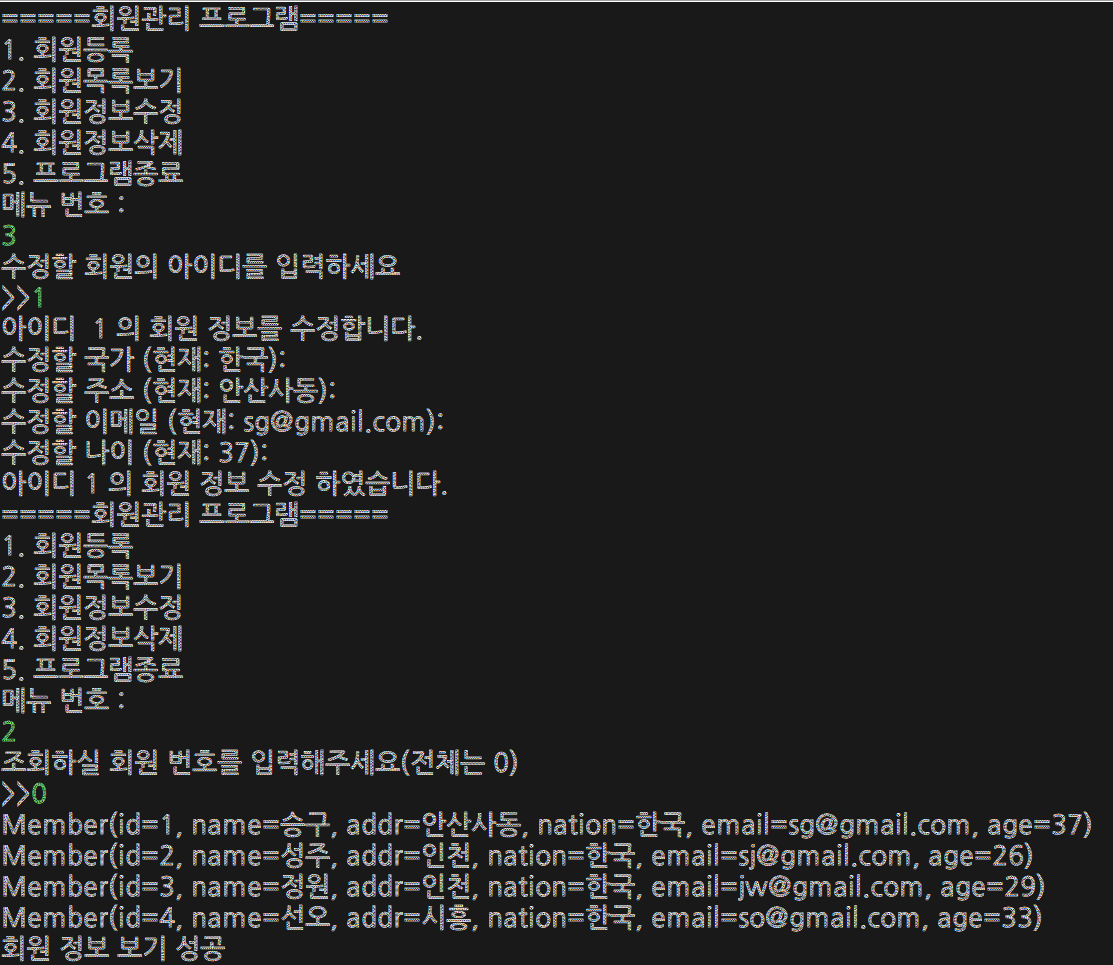 =====회원관리 프로그램=====
1. 회원등록
2. 회원목록보기
3. 회원정보수정
4. 회원정보삭제
5. 프로그램종료
메뉴 번호 :
3
수정할 회원의 아이디를 입력하세요
>>1
아이디  1 의 회원 정보를 수정합니다.
수정할 국가 (현재: 한국):
수정할 주소 (현재: 안산사동):
수정할 이메일 (현재: sg@gmail.com):
수정할 나이 (현재: 37):
아이디 1 의 회원 정보 수정 하였습니다.
=====회원관리 프로그램=====
1. 회원등록
2. 회원목록보기
3. 회원정보수정
4. 회원정보삭제
5. 프로그램종료
메뉴 번호 :
2
조회하실 회원 번호를 입력해주세요(전체는 0)
>>0
Member(id=1, name=승구, addr=안산사동, nation=한국, email=sg@gmail.com, age=37)
Member(id=2, name=성주, addr=인천, nation=한국, email=sj@gmail.com, age=26)
Member(id=3, name=정원, addr=인천, nation=한국, email=jw@gmail.com, age=29)
Member(id=4, name=선오, addr=시흥, nation=한국, email=so@gmail.com, age=33)
회원 정보 보기 성공